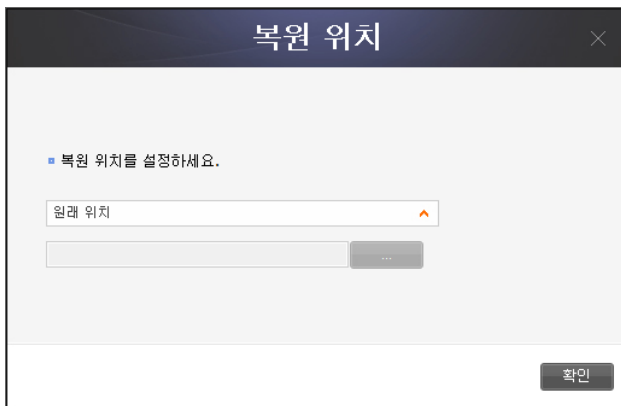 복원 위치
복원 위치를 설정하세요.
원래 위치
...
확인